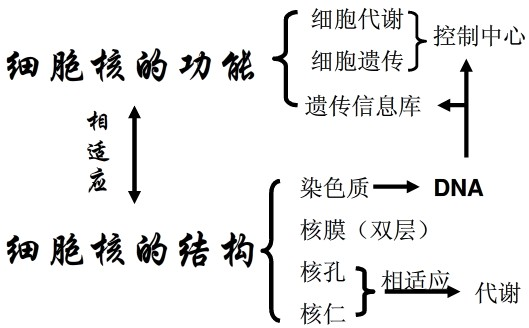 细胞代谢
控制中心
细胞的功能
细胞遗传
遗传信息库
相适应
染色质
DNA
核膜（双层）
细胞核的结构
核孔
相适应
代谢
核仁